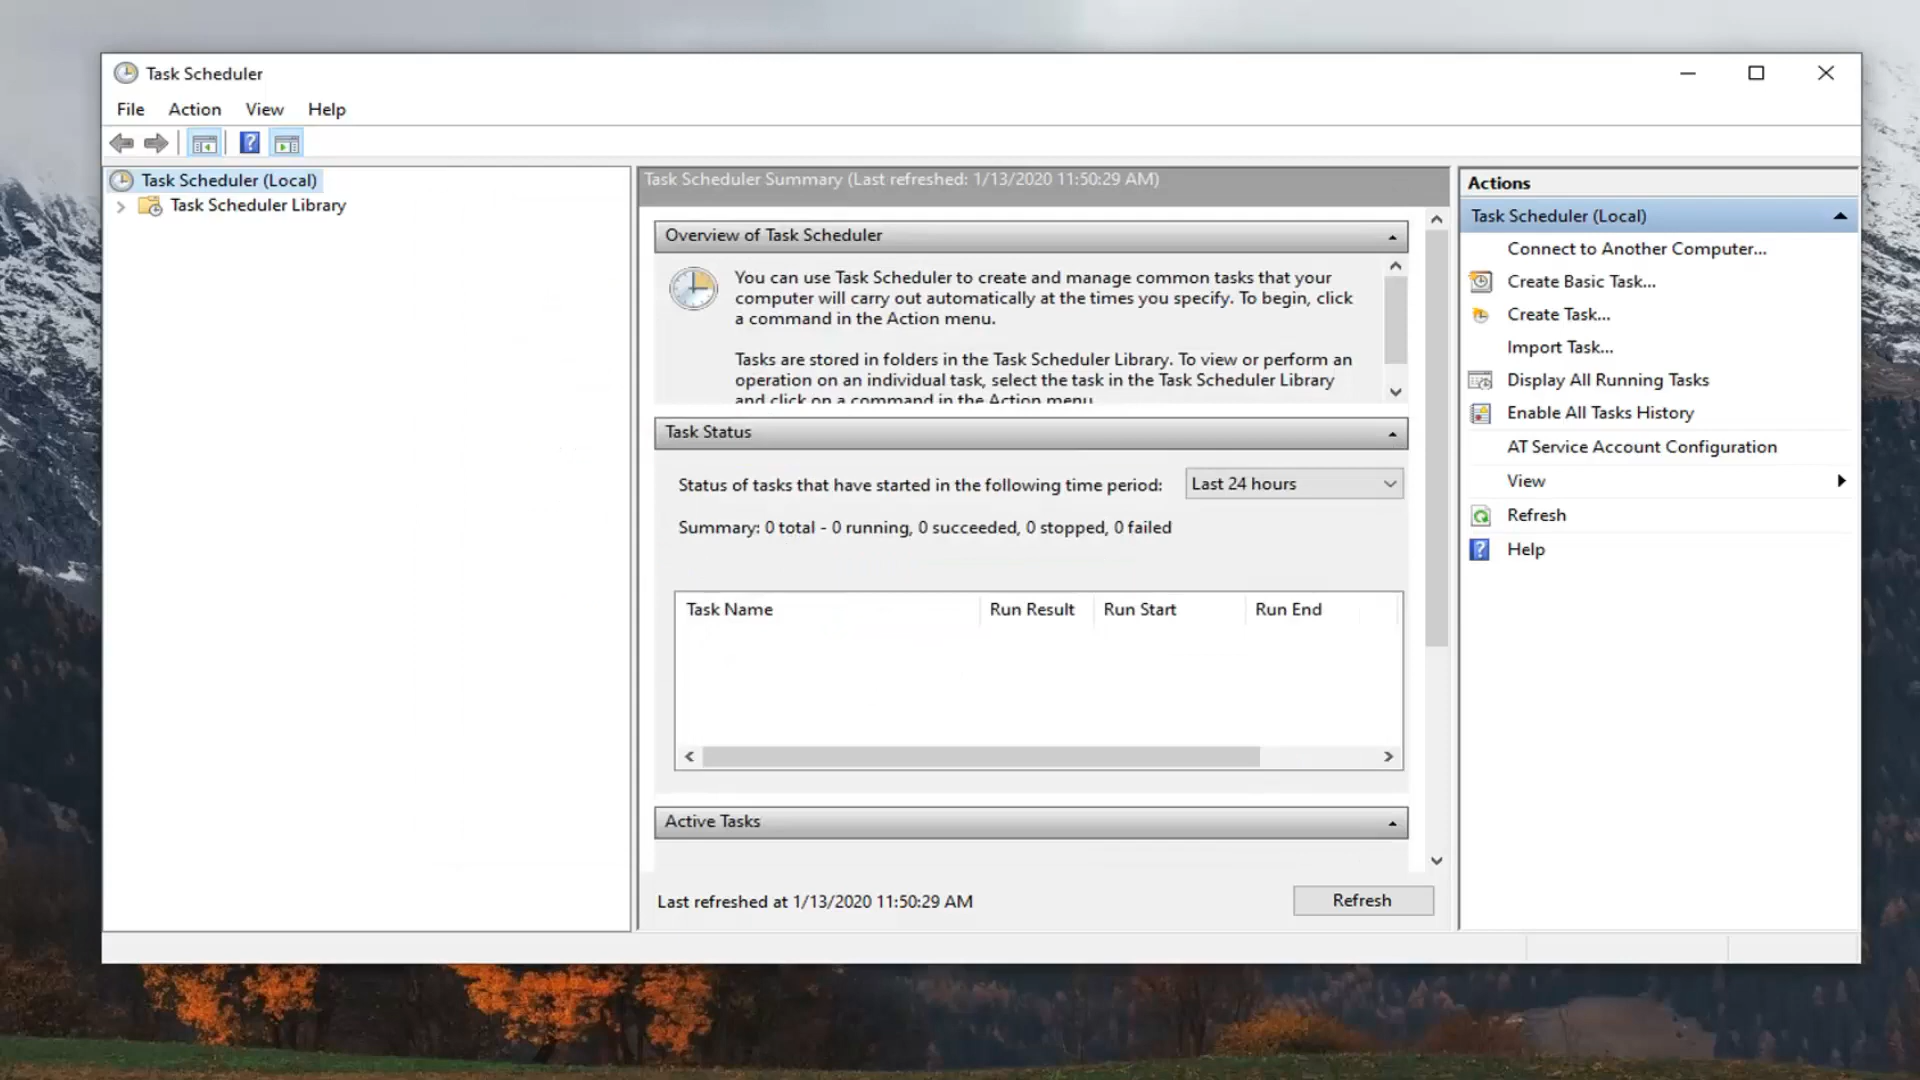 Task Scheduler
File Action View Help
Task Scheduler (Local)
Task Scheduler Library
Task Scheduler Summary (Last refreshed: 1/13/2020 11:50:29 AM)
Overview of Task Scheduler
You can use Task Scheduler to create and manage common tasks that your
computer will carry out automatically at the times you specify. To begin, click
a command in the Action menu.
Tasks are stored in folders in the Task Scheduler Library. To view or perform an
operation on an individual task, select the task in the Task Scheduler Library
and click on a command in the Action menu.
Task Status
Status of tasks that have started in the following time period: Last 24 hours
Summary: 0 total - 0 running, 0 succeeded, 0 stopped, 0 failed
Task Name Run Result Run Start Run End
Active Tasks
Last refreshed at 1/13/2020 11:50:29 AM Refresh
Actions
Task Scheduler (Local)
Connect to Another Computer...
Create Basic Task...
Create Task...
Import Task...
Display All Running Tasks
Enable All Tasks History
AT Service Account Configuration
View
Refresh
Help